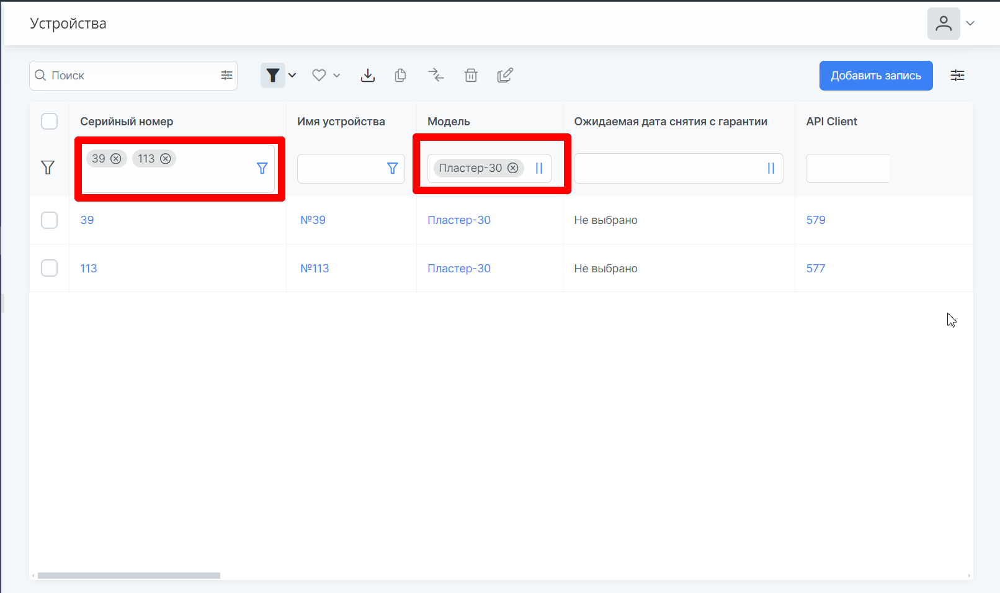 Устройства
Поиск
Добавить запись
Серийный номер Имя устройства Модель Ожидаемая дата снятия с гарантии API Client
39 113 Пластер-30
39 №39 Пластер-30 Не выбрано 579
113 №113 Пластер-30 Не выбрано 577